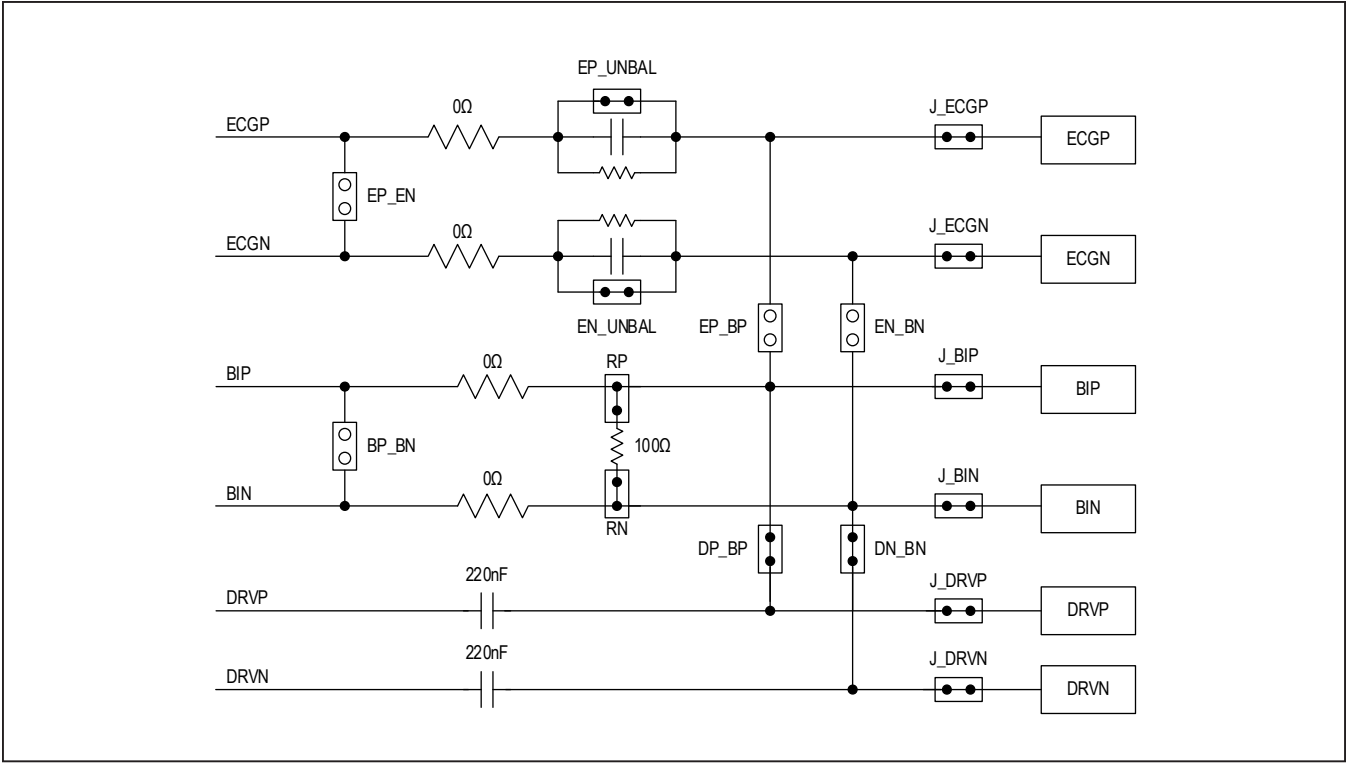 EP_UNBAL
0Ω
J_ECGP
ECGP
ECGP
EP_EN
0Ω
J_ECGN
ECGN
ECGN
EN_UNBAL
EP_BP
EN_BN
0Ω
RP
J_BIP
BIP
BIP
BP_BN
100Ω
0Ω
J_BIN
BIN
BIN
RN
DP_BP
DN_BN
220nF
J_DRVP
DRVP
DRVP
220nF
J_DRVN
DRVN
DRVN